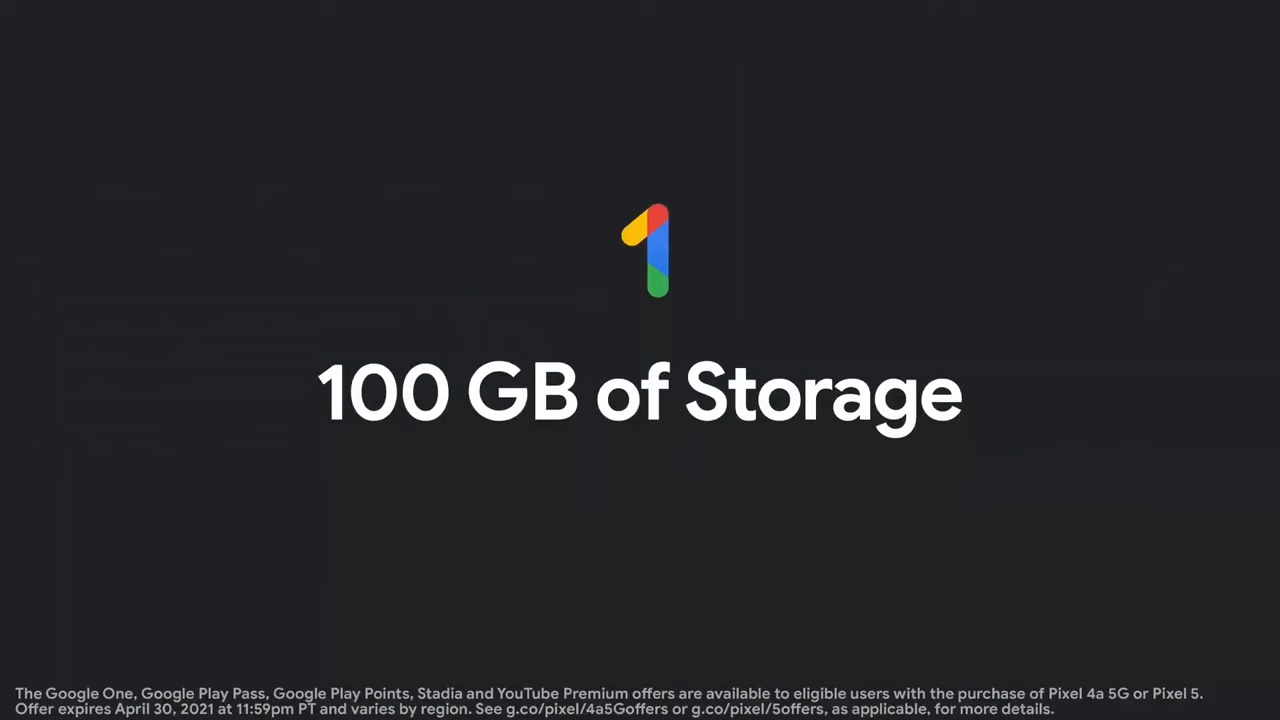 100 GB of Storage
The Google One, Google Play Pass, Google Play Points, Stadia and YouTube Premium offers are available to eligible users with the purchase of Pixel 4a 5G or Pixel 5.
Offer expires April 30, 2021 at 11:59pm PT and varies by region. See g.co/pixel/4a5Goffers or g.co/pixel/5offers, as applicable, for more details.